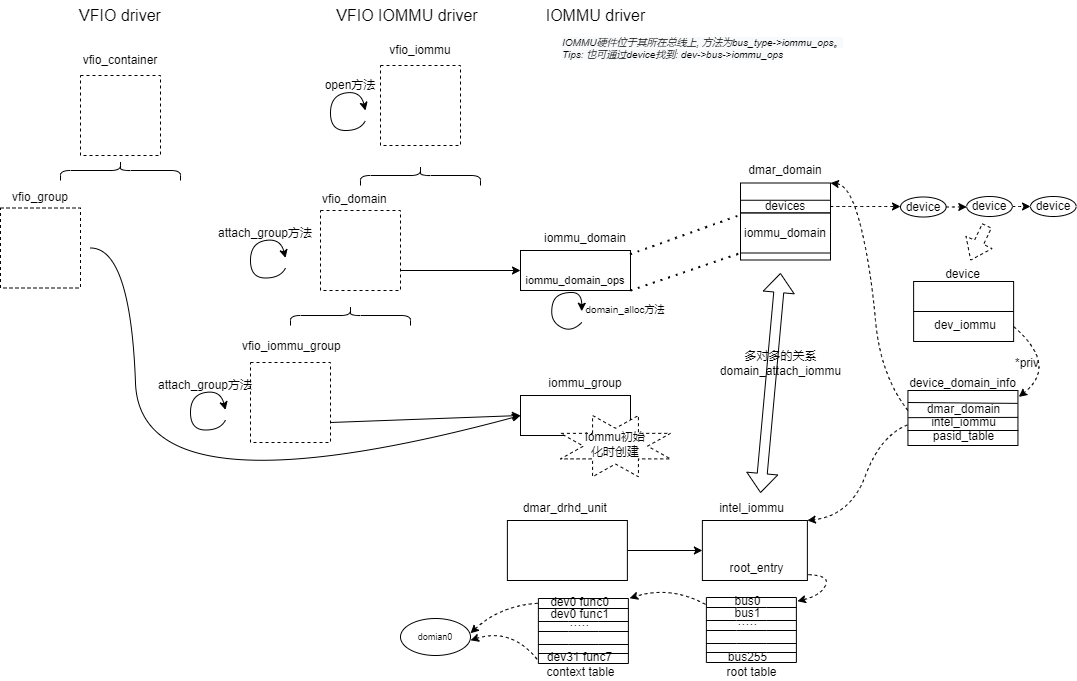 VFIO driver
VFIO IOMMU driver
IOMMU driver
IOMMU硬件位于其所在总线上, 方法为bus_type->iommu_ops。
Tips: 也可通过device找到: dev->bus->iommu_ops
vfio_container
vfio_iommu
open方法
vfio_group
vfio_domain
attach_group方法
iommu_domain
iommu_domain_ops
domain_alloc方法
dmar_domain
devices
iommu_domain
device
device
device
device
dev_iommu
*priv
vfio_iommu_group
attach_group方法
iommu_group
iommu初始
化时创建
多对多的关系
domain_attach_iommu
device_domain_info
dmar_domain
intel_iommu
pasid_table
dmar_drhd_unit
intel_iommu
root_entry
dev0 func0
dev0 func1
.....
dev31 func7
context table
bus0
bus1
.....
bus255
root table
domian0